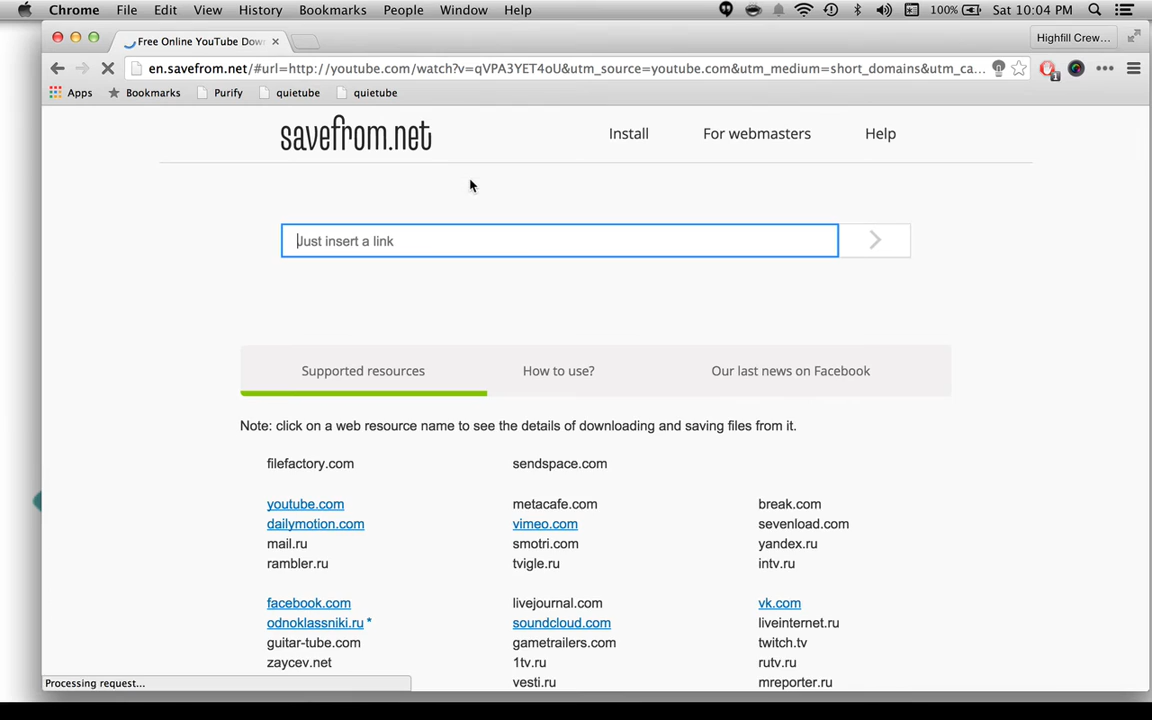 Chrome File Edit View History Bookmarks People Window Help 100% Sat 10:04 PM
Free Online YouTube Dow
Highfill Crew...
en.savefrom.net/#url=http://youtube.com/watch?v=qVPA3YET4oU&utm_source=youtube.com&utm_medium=short_domains&utm_ca...
1
Apps Bookmarks Purify quietube quietube
savefrom.net
Install For webmasters Help
Just insert a link
Supported resources How to use? Our last news on Facebook
Note: click on a web resource name to see the details of downloading and saving files from it.
filefactory.com sendspace.com
youtube.com metacafe.com break.com
dailymotion.com vimeo.com sevenload.com
mail.ru smotri.com yandex.ru
rambler.ru tvigle.ru intv.ru
facebook.com livejournal.com vk.com
odnoklassniki.ru * soundcloud.com liveinternet.ru
guitar-tube.com gametrailers.com twitch.tv
zaycev.net 1tv.ru rutv.ru
vesti.ru mreporter.ru
Processing request...